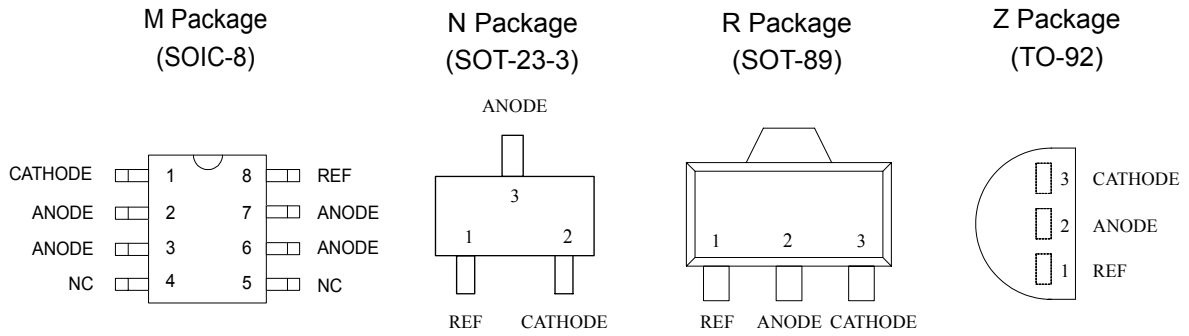 M Package
(SOIC-8)
CATHODE 1 8 REF
ANODE 2 7 ANODE
ANODE 3 6 ANODE
NC 4 5 NC
N Package
(SOT-23-3)
ANODE
3
1 2
REF CATHODE
R Package
(SOT-89)
1 2 3
REF ANODE CATHODE
Z Package
(TO-92)
3 CATHODE
2 ANODE
1 REF